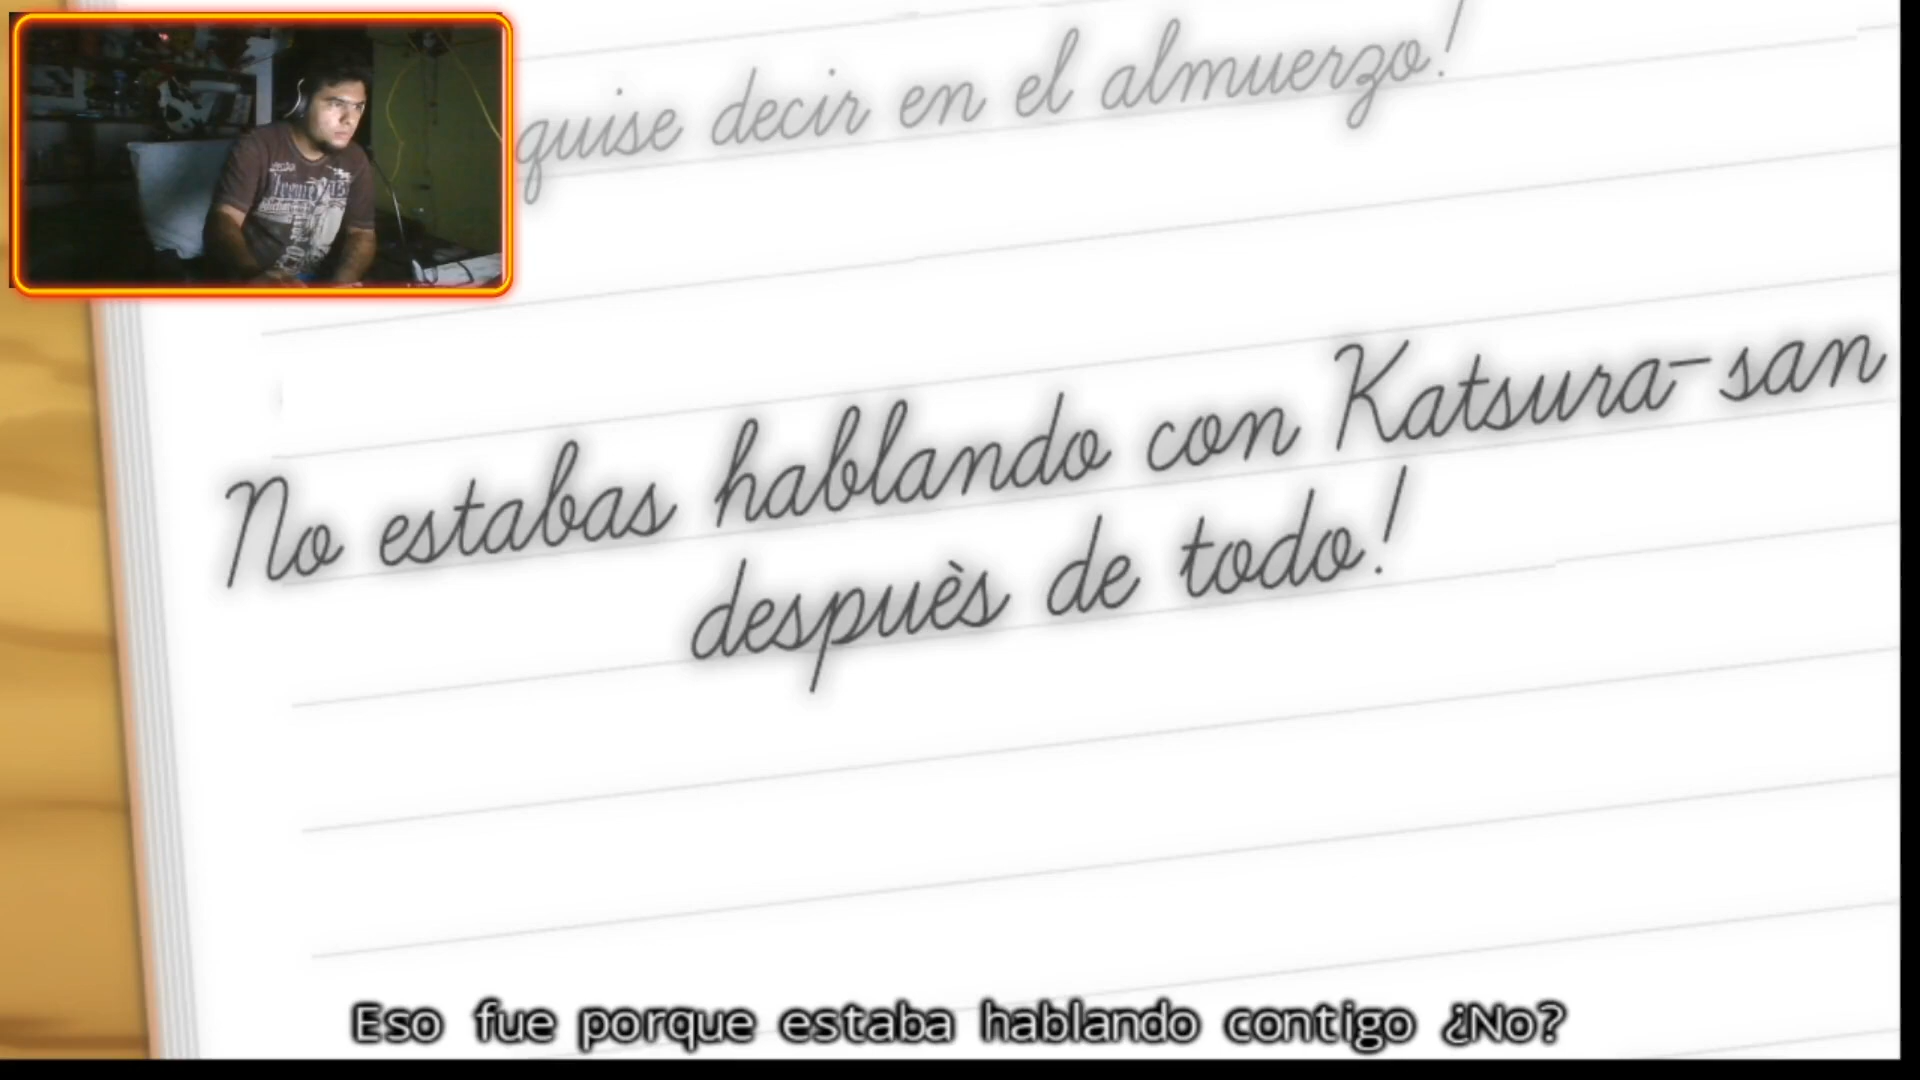 quise decir en el almuerzo!
No estabas hablando con Katsura-san
despuès de todo!
Eso fue porque estaba hablando contigo ¿No?